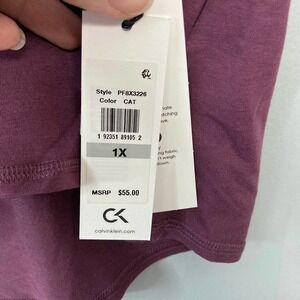 Style PF8X3226
Color CAT
1 92351 89105 2
1X
MSRP $55.00
CK
calvinklein.com